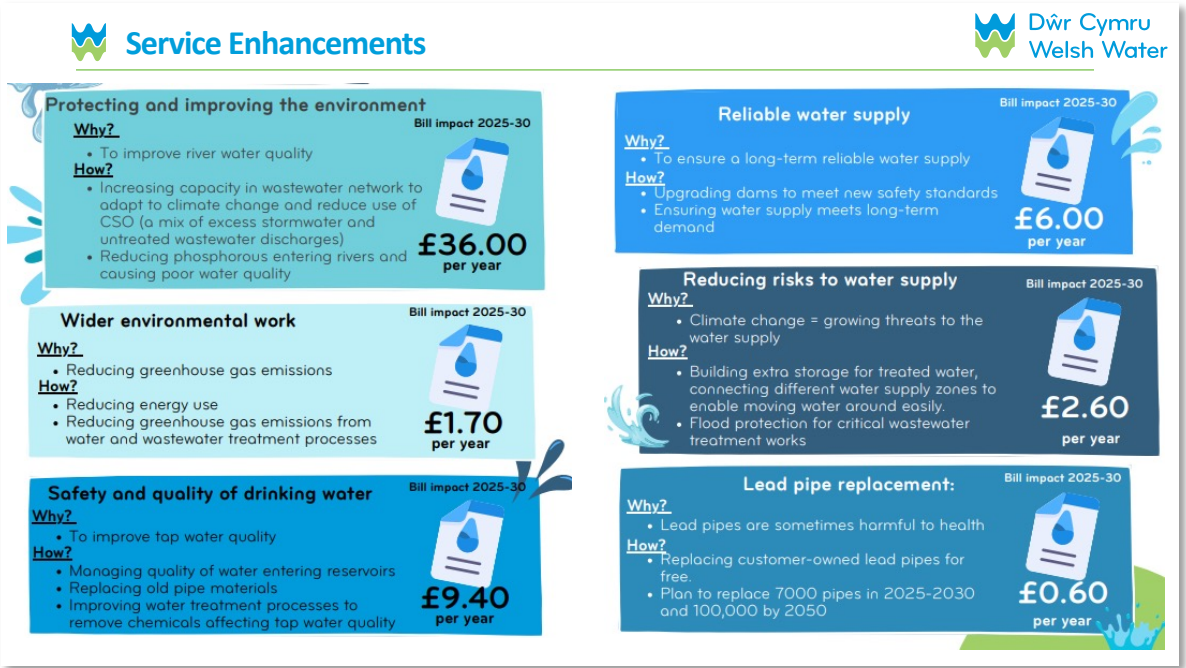 Service Enhancements
Dŵr Cymru
Welsh Water
Protecting and improving the environment
Bill impact 2025-30
Why?
• To improve river water quality
How?
• Increasing capacity in wastewater network to
adapt to climate change and reduce use of
CSO (a mix of excess stormwater and
untreated wastewater discharges)
• Reducing phosphorous entering rivers and
causing poor water quality
£36.00
per year
Wider environmental work
Bill impact 2025-30
Why?
• Reducing greenhouse gas emissions
How?
• Reducing energy use
• Reducing greenhouse gas emissions from
water and wastewater treatment processes
£1.70
per year
Safety and quality of drinking water
Bill impact 2025-30
Why?
• To improve tap water quality
How?
• Managing quality of water entering reservoirs
• Replacing old pipe materials
• Improving water treatment processes to
remove chemicals affecting tap water quality
£9.40
per year
Reliable water supply
Bill impact 2025-30
Why?
• To ensure a long-term reliable water supply
How?
• Upgrading dams to meet new safety standards
• Ensuring water supply meets long-term
demand
£6.00
per year
Reducing risks to water supply
Bill impact 2025-30
Why?
• Climate change = growing threats to the
water supply
How?
• Building extra storage for treated water,
connecting different water supply zones to
enable moving water around easily.
• Flood protection for critical wastewater
treatment works
£2.60
per year
Lead pipe replacement:
Bill impact 2025-30
Why?
• Lead pipes are sometimes harmful to health
How?
• Replacing customer-owned lead pipes for
free.
• Plan to replace 7000 pipes in 2025-2030
and 100,000 by 2050
£0.60
per year